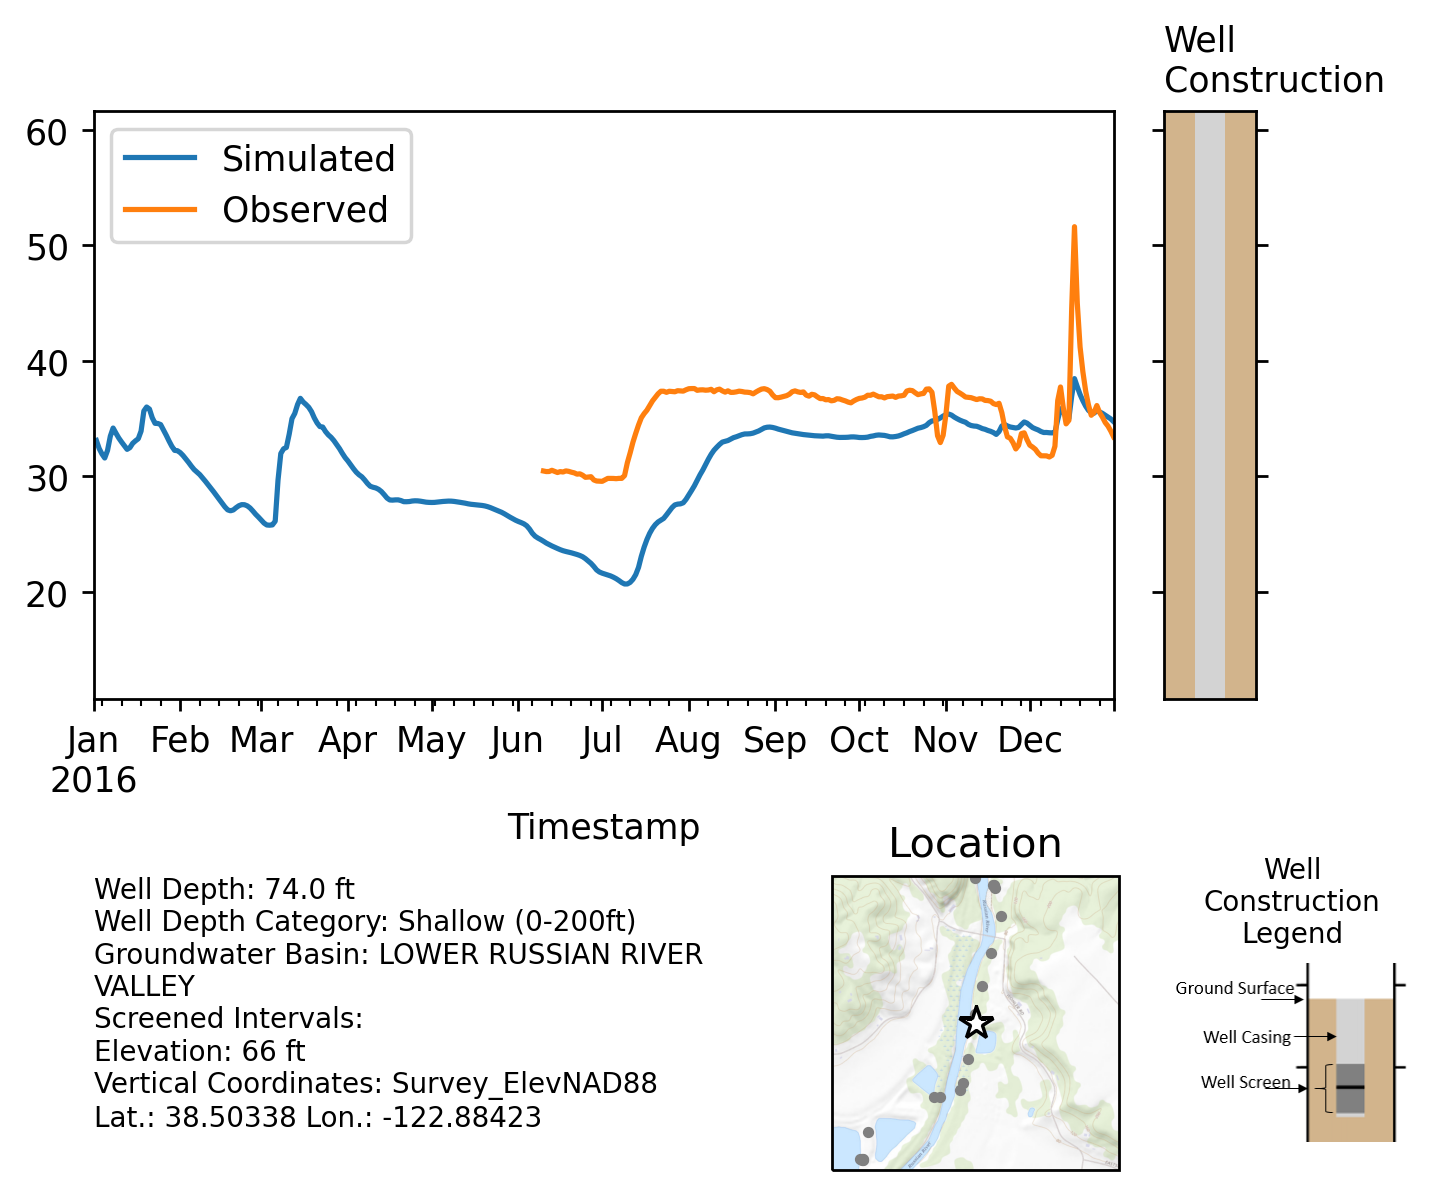 Well
Construction
60
50
40
30
20
Simulated
Observed
Jan
2016
Feb
Mar
Apr
May
Jun
Jul
Aug
Sep
Oct
Nov
Dec
Timestamp
Well Depth: 74.0 ft
Well Depth Category: Shallow (0-200ft)
Groundwater Basin: LOWER RUSSIAN RIVER
VALLEY
Screened Intervals:
Elevation: 66 ft
Vertical Coordinates: Survey_ElevNAD88
Lat.: 38.50338 Lon.: -122.88423
Location
Well
Construction
Legend
Ground Surface
Well Casing
Well Screen